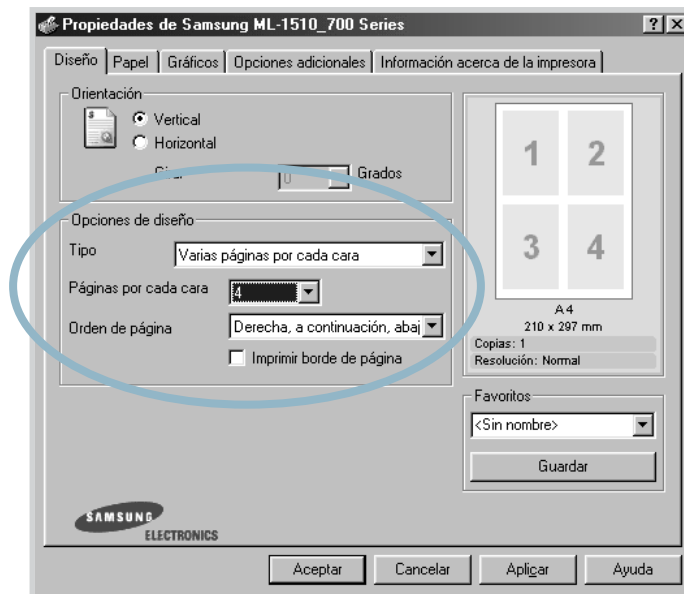 Propiedades de Samsung ML-1510_700 Series
Diseño Papel Gráficos Opciones adicionales Información acerca de la impresora
Orientación
Vertical
Horizontal
0 Grados
Opciones de diseño
Tipo Varias páginas por cada cara
Páginas por cada cara 4
Orden de página Derecha, a continuación, abaj
Imprimir borde de página
1 2
3 4
A4
210 x 297 mm
Copias: 1
Resolución: Normal
Favoritos
<Sin nombre>
Guardar
SAMSUNG
ELECTRONICS
Aceptar Cancelar Aplicar Ayuda